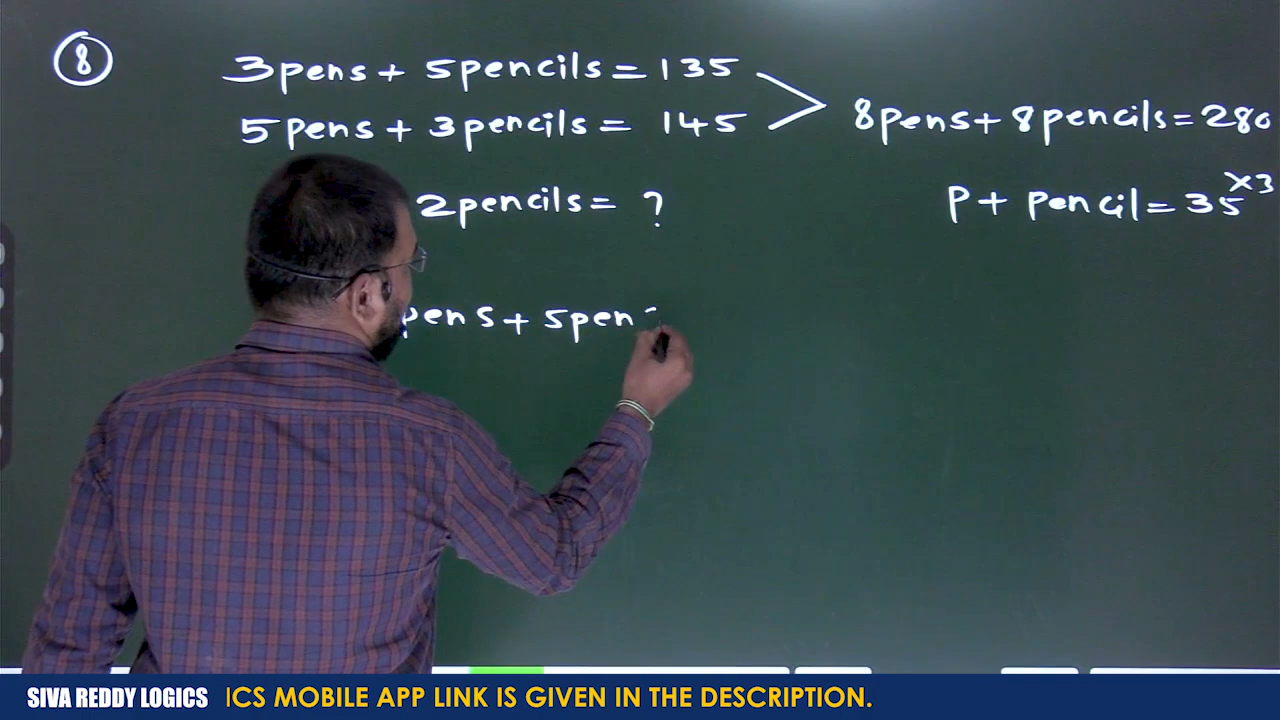 8
3pens + 5pencils = 135
5pens + 3pencils = 145
8pens + 8pencils = 280
2pencils = ?
P + pencil = 35 x3
pens + 5pen
SIVA REDDY LOGICS
ICS MOBILE APP LINK IS GIVEN IN THE DESCRIPTION.